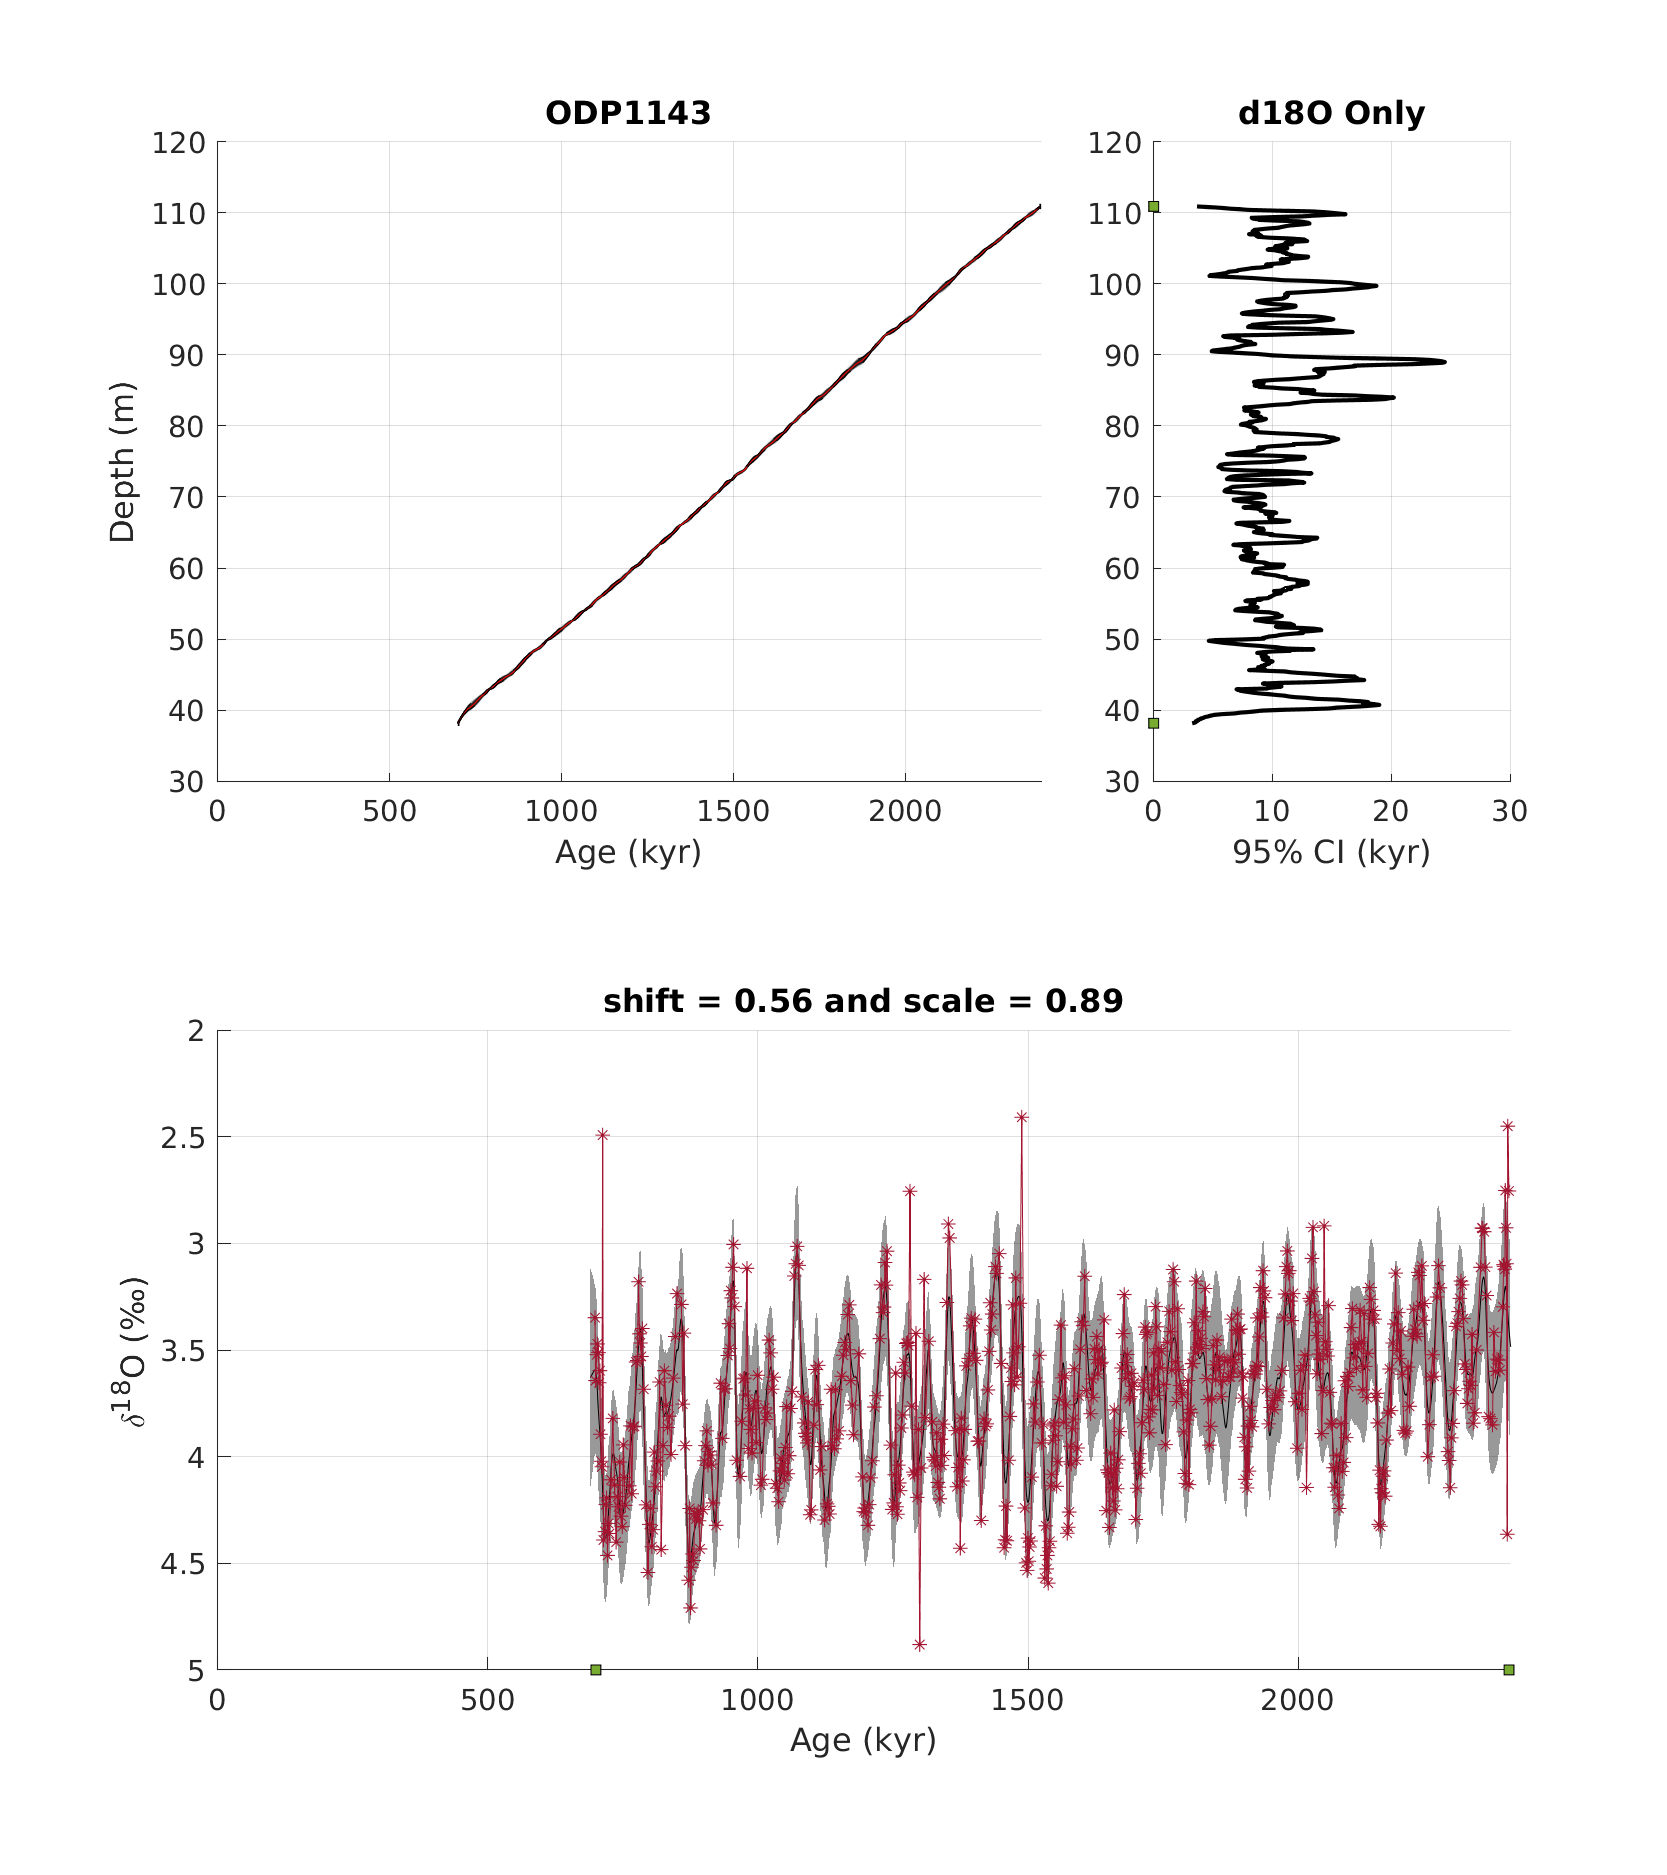 ODP1143
120
110
100
90
80
70
60
50
40
30
Depth (m)
0 500 1000 1500 2000
Age (kyr)
d18O Only
120
110
100
90
80
70
60
50
40
30
0 10 20 30
95% CI (kyr)
shift = 0.56 and scale = 0.89
2
2.5
3
3.5
4
4.5
5
δ18O (‰)
0 500 1000 1500 2000
Age (kyr)